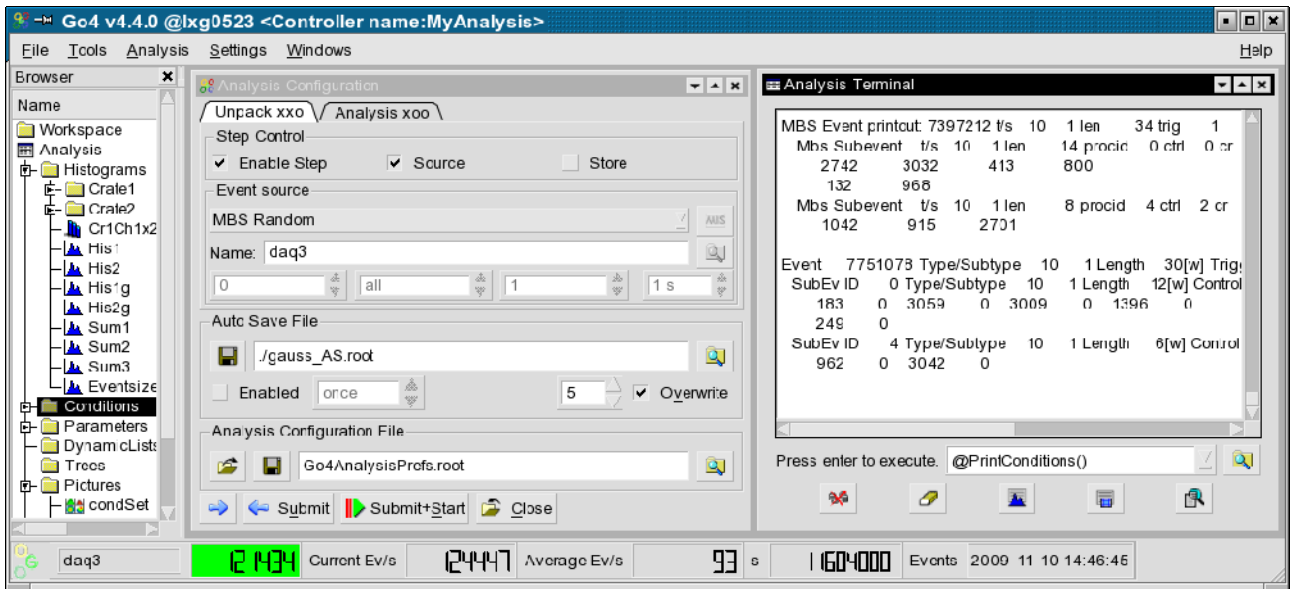 Go4 v4.4.0 @lxg0523 <Controller name:MyAnalysis>
File Tools Analysis Settings Windows Help
Browser
Name
Workspace
Analysis
Histograms
Crate1
Crate2
Cr1Ch1x2
His1
His2
His1g
His2g
Sum1
Sum2
Sum3
Eventsize
Conditions
Parameters
DynamicLists
Trees
Pictures
condSet
Analysis Configuration
Unpack xxo Analysis xoo
Step Control
Enable Step Source Store
Event source
MBS Random
MBS
Name: daq3
0 all 1 1 s
Auto Save File
./gauss_AS.root
Enabled once 5 Overwrite
Analysis Configuration File
Go4AnalysisPrefs.root
Submit Submit+Start Close
Analysis Terminal
MBS Event printout: 7397212 t/s 10 1 len 34 trig 1
Mbs Subevent t/s 10 1 len 14 procid 0 ctrl 0 cr
2742 3032 413 800
132 968
Mbs Subevent t/s 10 1 len 8 procid 4 ctrl 2 cr
1042 915 2701
Event 7751078 Type/Subtype 10 1 Length 30[w] Trig
SubEv ID 0 Type/Subtype 10 1 Length 12[w] Control
183 0 3059 0 3009 0 1396 0
249 0
SubEv ID 4 Type/Subtype 10 1 Length 6[w] Control
962 0 3042 0
Press enter to execute. @PrintConditions()
daq3 121434 Current Ev/s 124447 Average Ev/s 93 s 11604000 Events 2009 11 10 14:46:45